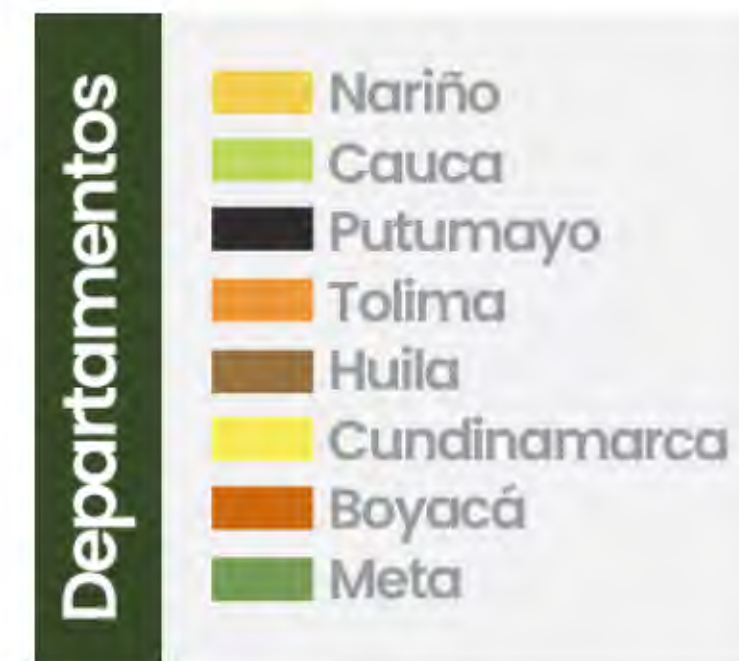 Departamentos
Nariño
Cauca
Putumayo
Tolima
Huila
Cundinamarca
Boyacá
Meta